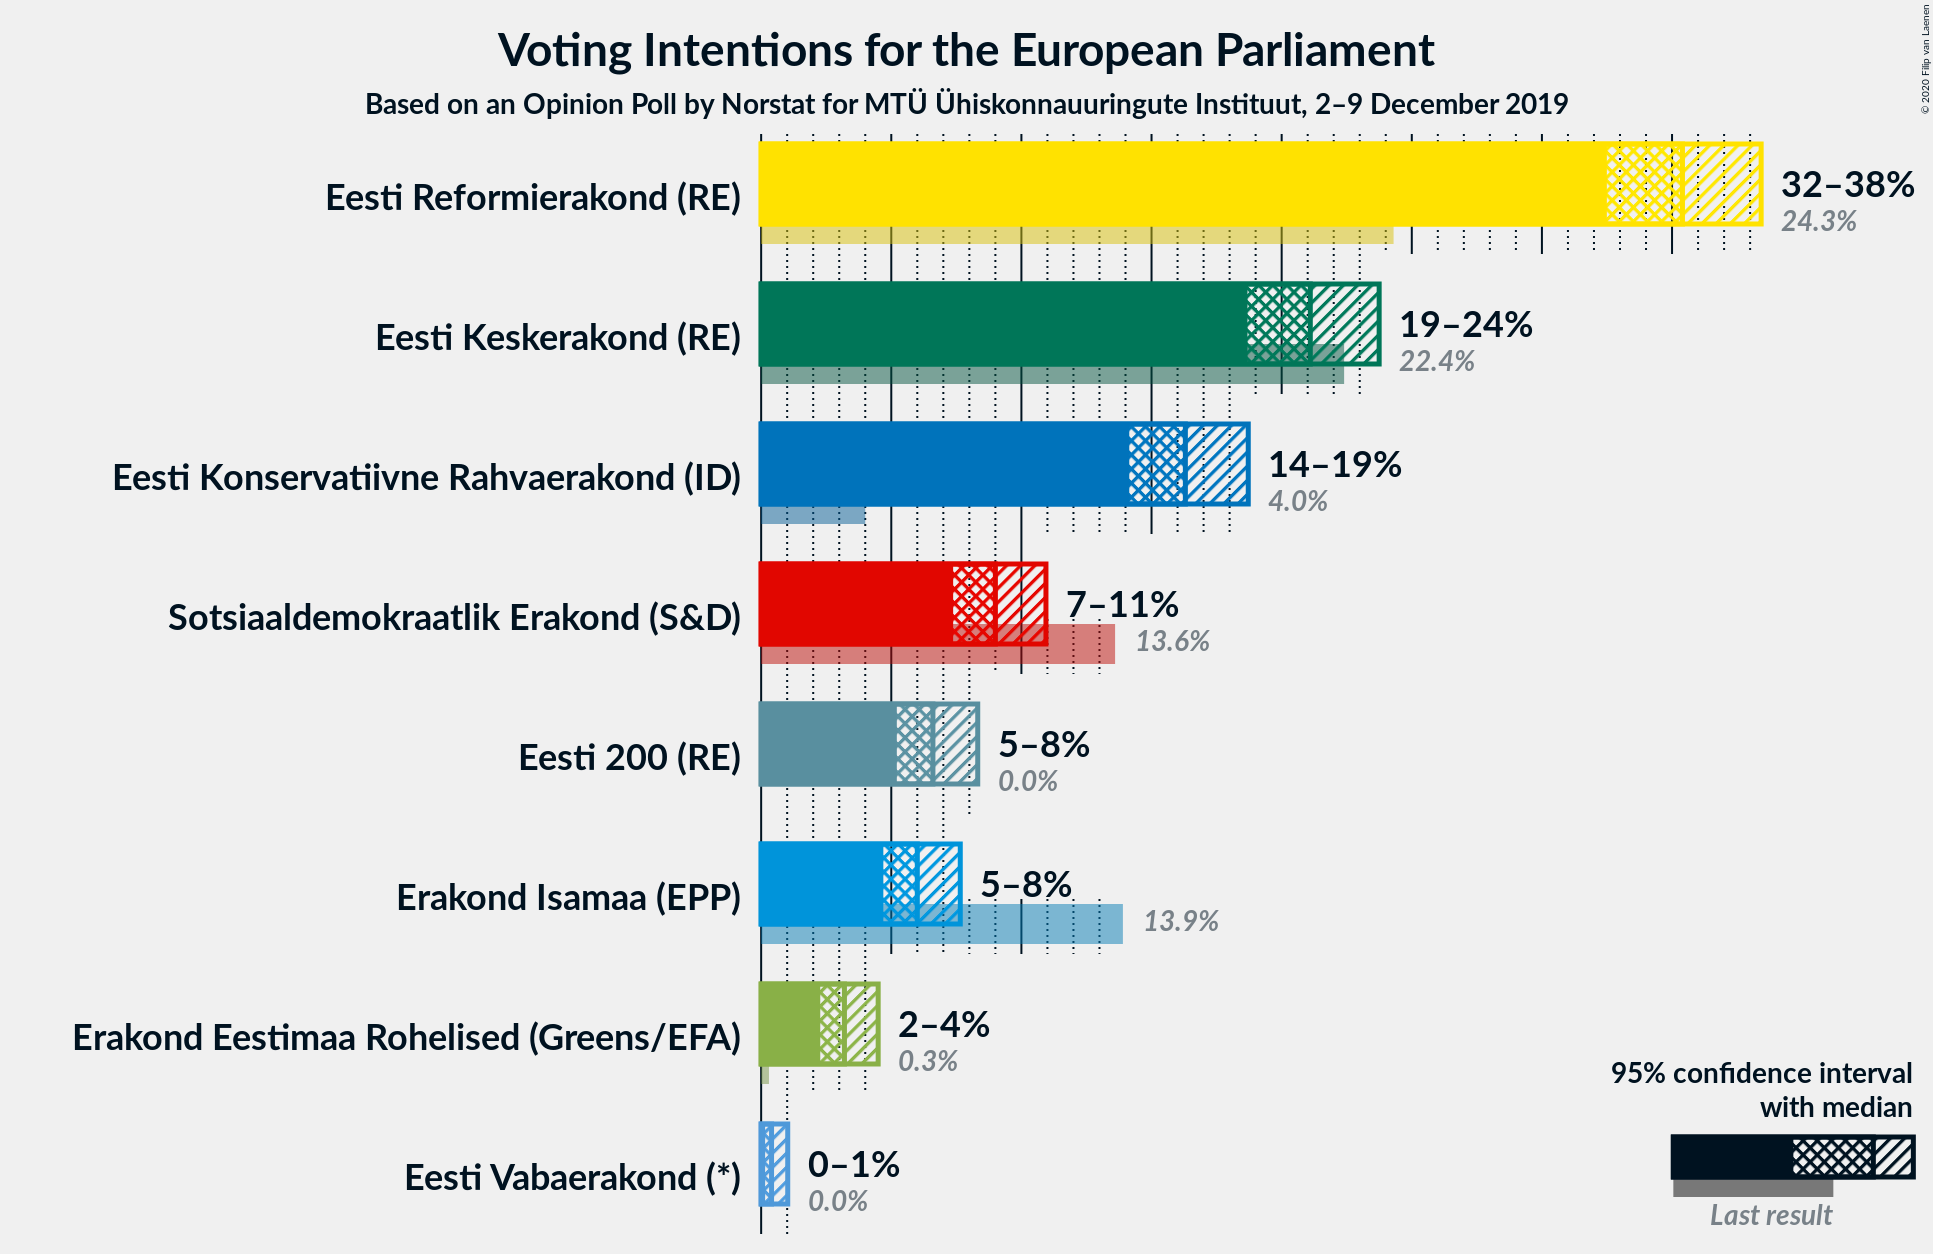 Voting Intentions for the European Parliament
Based on an Opinion Poll by Norstat for MTÜ Ühiskonnauuringute Instituut, 2–9 December 2019
© 2020 Filip van Laenen
Eesti Reformierakond (RE)
32–38%
24.3%
Eesti Keskerakond (RE)
19–24%
22.4%
Eesti Konservatiivne Rahvaerakond (ID)
14–19%
4.0%
Sotsiaaldemokraatlik Erakond (S&D)
7–11%
13.6%
Eesti 200 (RE)
5–8%
0.0%
Erakond Isamaa (EPP)
5–8%
13.9%
Erakond Eestimaa Rohelised (Greens/EFA)
2–4%
0.3%
Eesti Vabaerakond (*)
0–1%
0.0%
95% confidence interval
with median
Last result